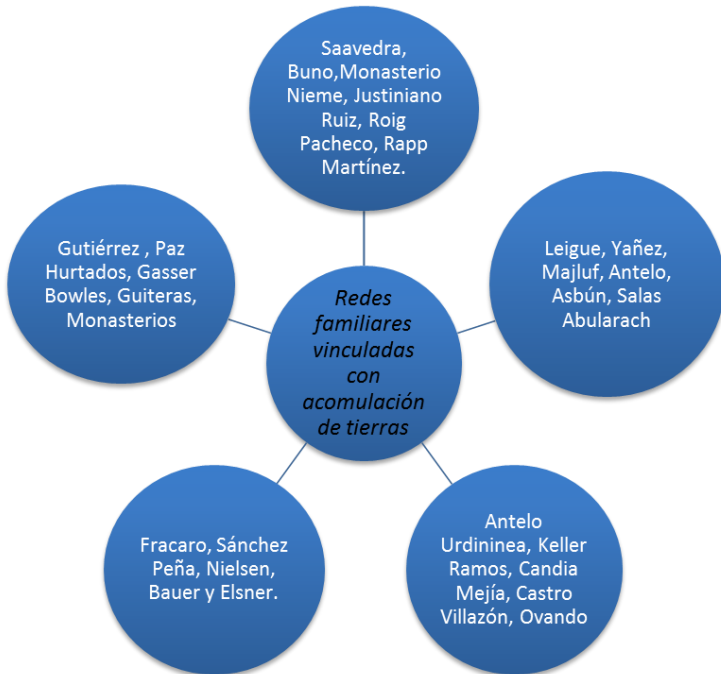 Saavedra,
Buno,Monasterio
Nieme, Justiniano
Ruiz, Roig
Pacheco, Rapp
Martínez.
Gutiérrez , Paz
Hurtados, Gasser
Bowles, Guiteras,
Monasterios
Leigue, Yañez,
Majluf, Antelo,
Asbún, Salas
Abularach
Redes
familiares
vinculadas
con
acomulación
de tierras
Fracaro, Sánchez
Peña, Nielsen,
Bauer y Elsner.
Antelo
Urdininea, Keller
Ramos, Candia
Mejía, Castro
Villazón, Ovando